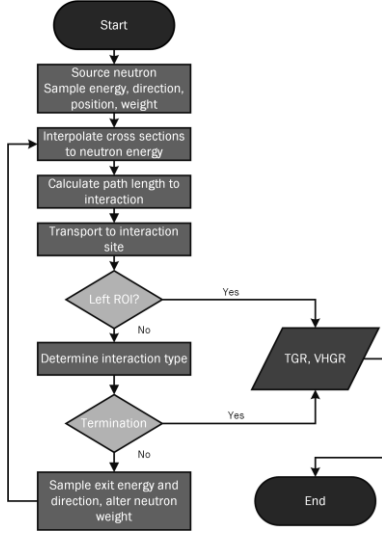 Start
Source neutron
Sample energy, direction,
position, weight
Interpolate cross sections
to neutron energy
Calculate path length to
interaction
Transport to interaction
site
Left ROI?
Yes
No
TGR, VHGR
Determine interaction type
Termination
Yes
No
Sample exit energy and
direction, alter neutron
weight
End